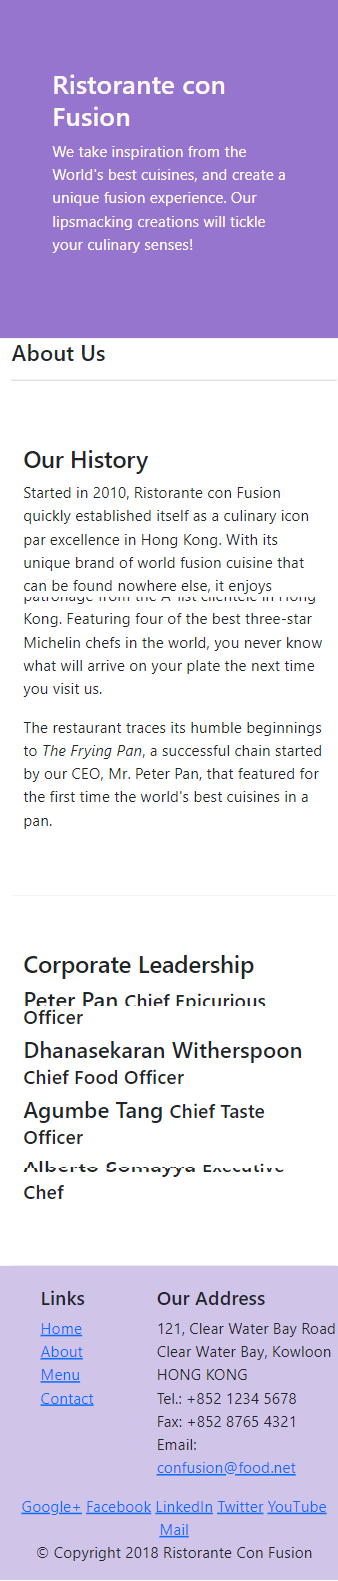 Ristorante con
Fusion
We take inspiration from the
World's best cuisines, and create a
unique fusion experience. Our
lipsmacking creations will tickle
your culinary senses!
About Us
Our History
Started in 2010, Ristorante con Fusion
quickly established itself as a culinary icon
par excellence in Hong Kong. With its
unique brand of world fusion cuisine that
can be found nowhere else, it enjoys
patronage from the A-list clientele in Hong
Kong. Featuring four of the best three-star
Michelin chefs in the world, you never know
what will arrive on your plate the next time
you visit us.
The restaurant traces its humble beginnings
to The Frying Pan, a successful chain started
by our CEO, Mr. Peter Pan, that featured for
the first time the world's best cuisines in a
pan.
Corporate Leadership
Peter Pan Chief Epicurious
Officer
Dhanasekaran Witherspoon
Chief Food Officer
Agumbe Tang Chief Taste
Officer
Alberto Somayya Executive
Chef
Links
Home
About
Menu
Contact
Our Address
121, Clear Water Bay Road
Clear Water Bay, Kowloon
HONG KONG
Tel.: +852 1234 5678
Fax: +852 8765 4321
Email:
confusion@food.net
Google+ Facebook LinkedIn Twitter YouTube
Mail
© Copyright 2018 Ristorante Con Fusion